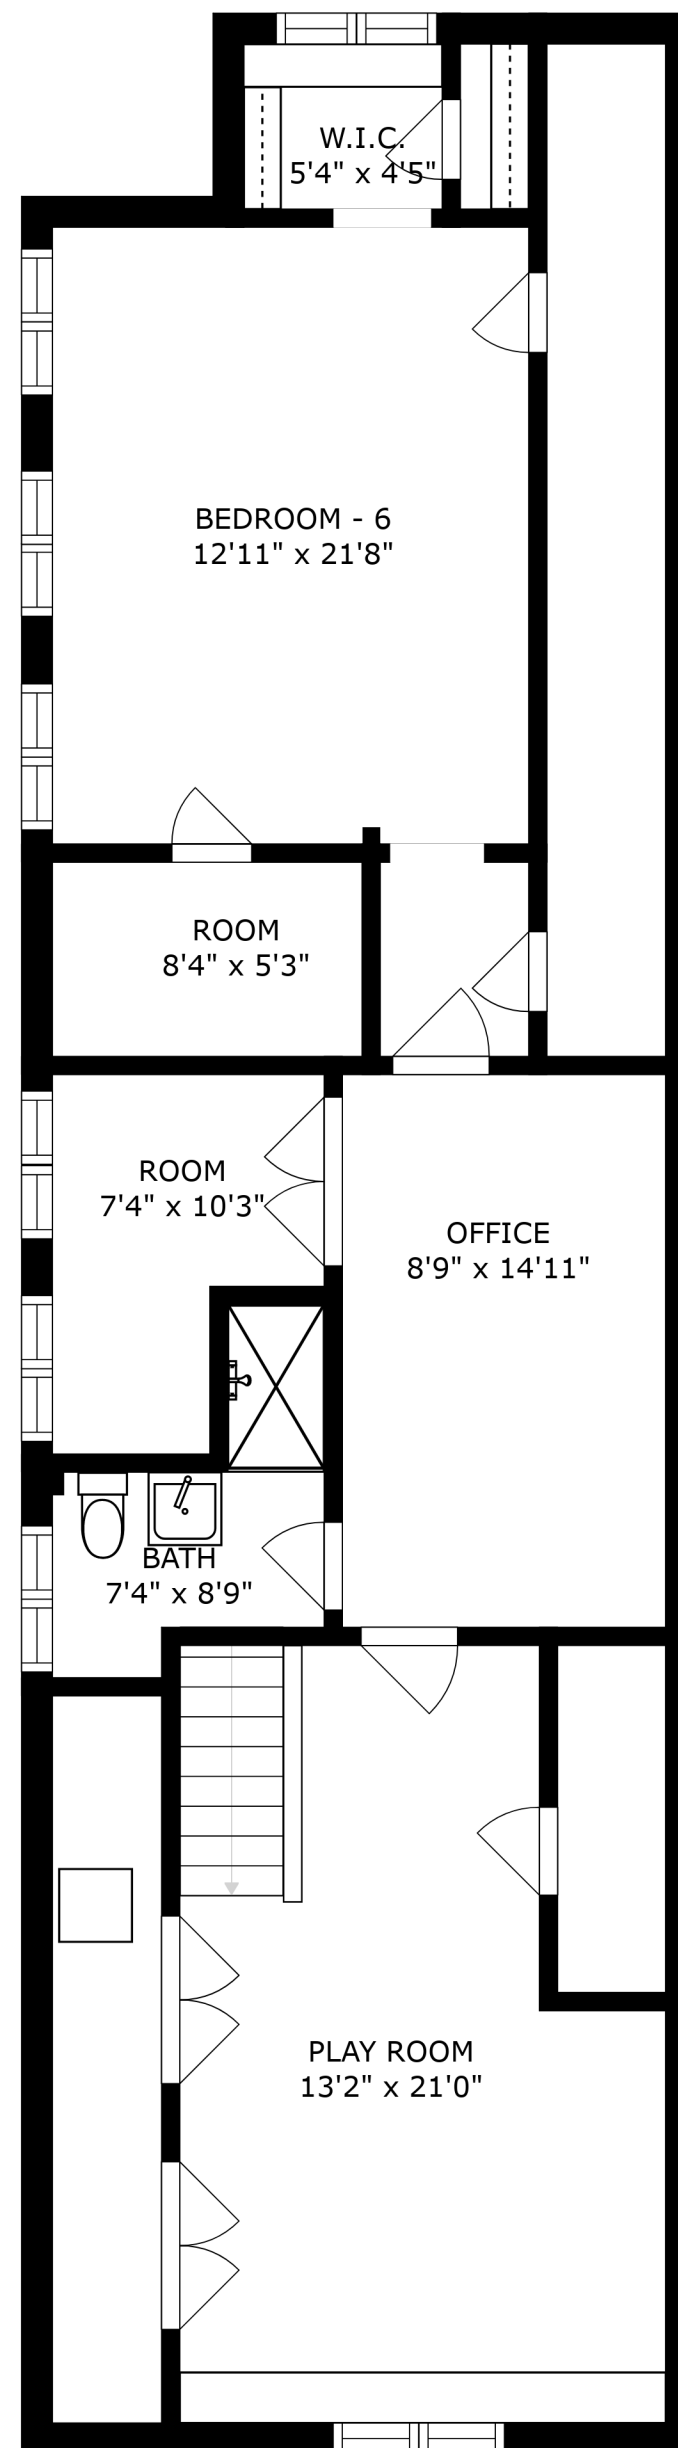 W.I.C.
5'4" x 4'5"
BEDROOM - 6
12'11" x 21'8"
ROOM
8'4" x 5'3"
ROOM
7'4" x 10'3"
OFFICE
8'9" x 14'11"
BATH
7'4" x 8'9"
PLAY ROOM
13'2" x 21'0"